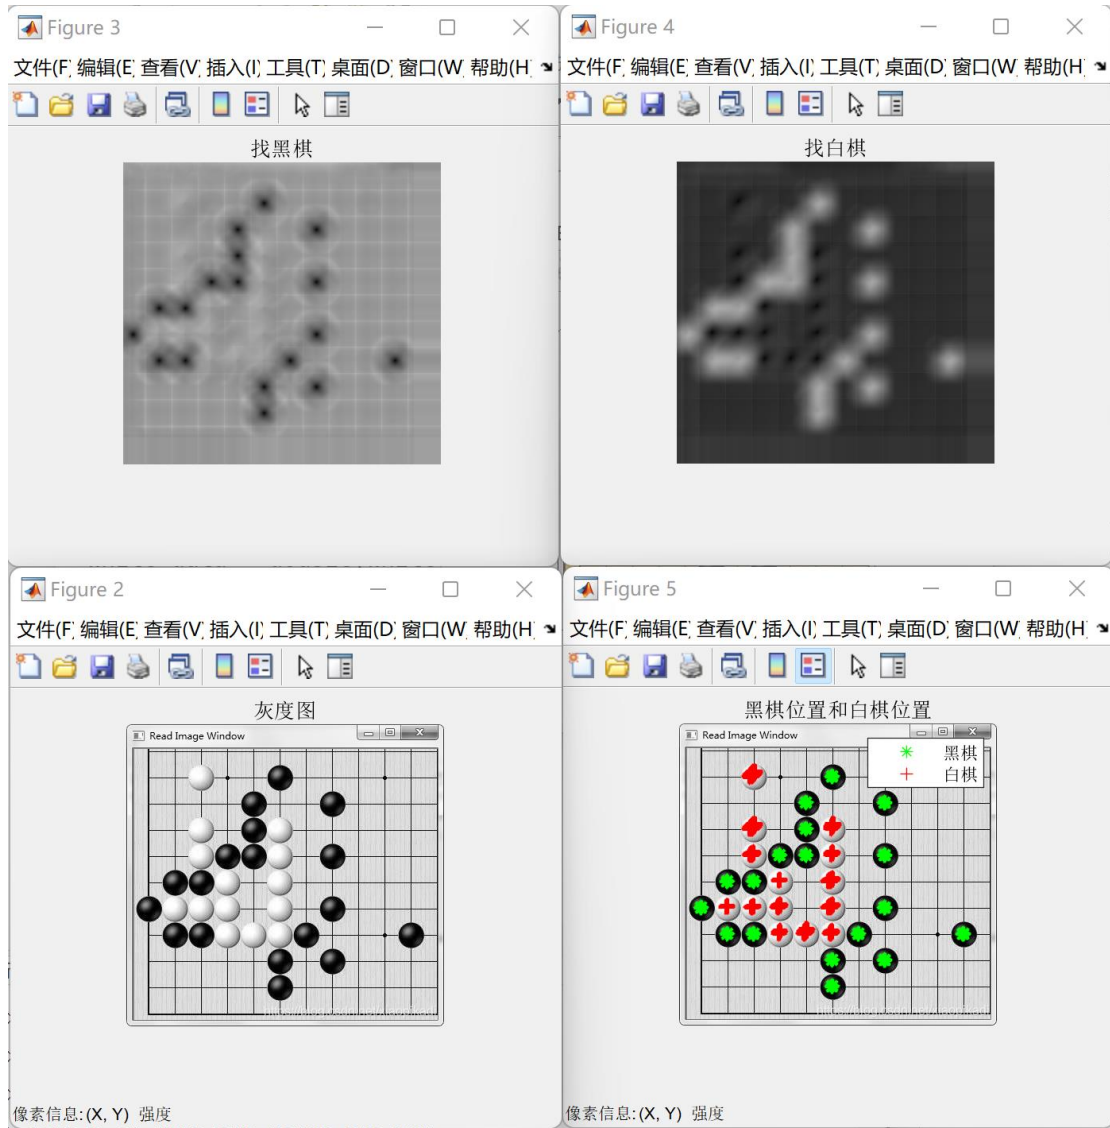 Figure 3
文件(F 编辑(E 查看(V 插入(I) 工具(T) 桌面(D 窗口(W 帮助(H
找黑棋
Figure 4
文件(F 编辑(E 查看(V 插入(I) 工具(T) 桌面(D 窗口(W 帮助(H
找白棋
Figure 2
文件(F 编辑(E 查看(V 插入(I) 工具(T) 桌面(D 窗口(W 帮助(H
灰度图
Read Image Window
像素信息:(X, Y) 强度
Figure 5
文件(F 编辑(E 查看(V 插入(I) 工具(T) 桌面(D 窗口(W 帮助(H
黑棋位置和白棋位置
Read Image Window
黑棋
白棋
像素信息:(X, Y) 强度